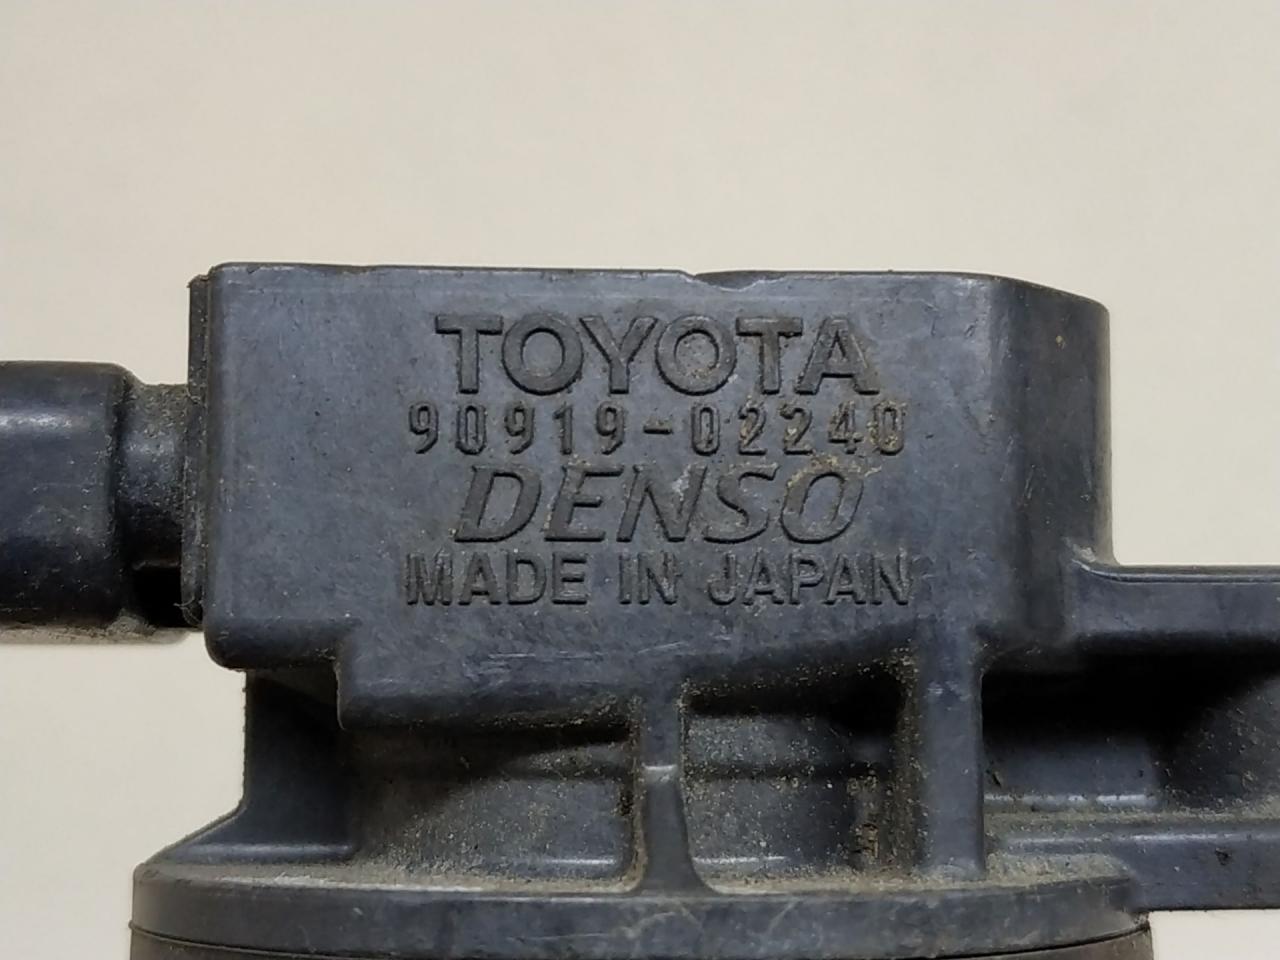 TOYOTA
90919-02240
DENSO
MADE IN JAPAN